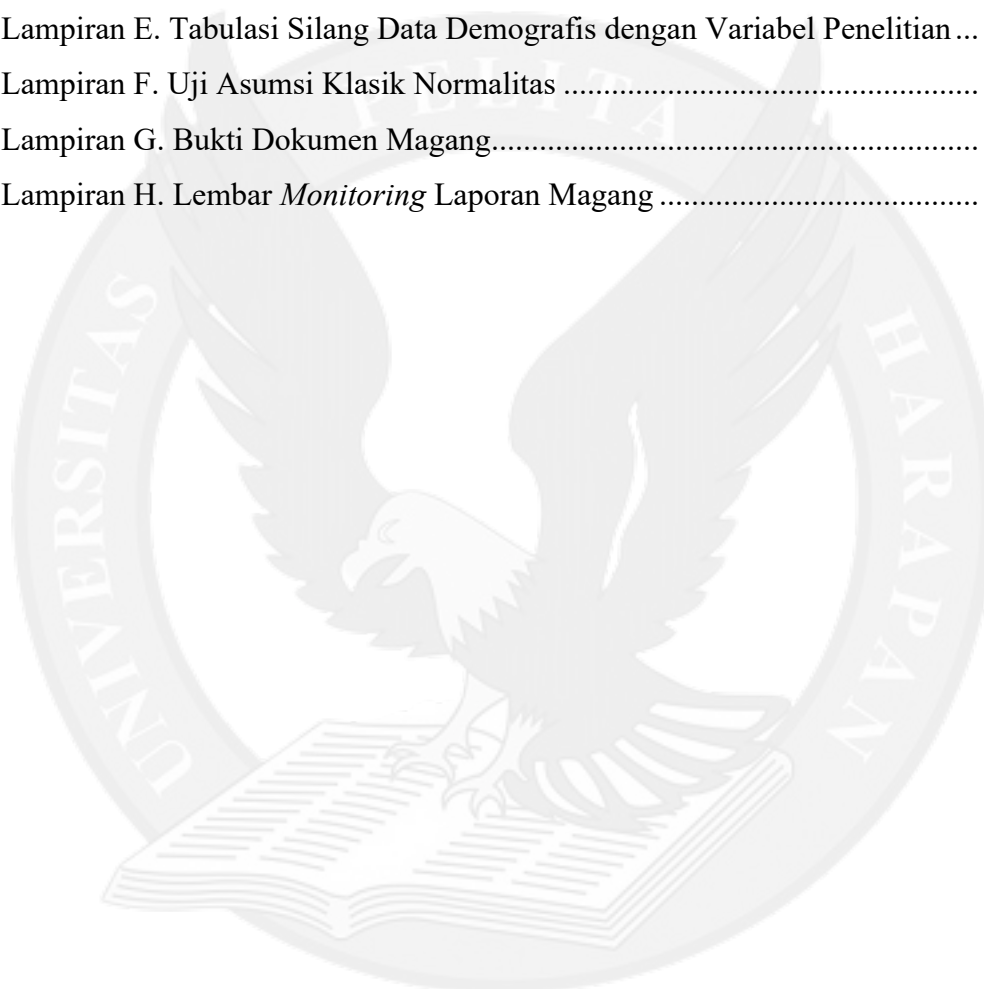 Lampiran E. Tabulasi Silang Data Demografis dengan Variabel Penelitian ...
Lampiran F. Uji Asumsi Klasik Normalitas ..................................................
Lampiran G. Bukti Dokumen Magang...........................................................
Lampiran H. Lembar Monitoring Laporan Magang ......................................
UNIVERSITAS PELITA HARAPAN